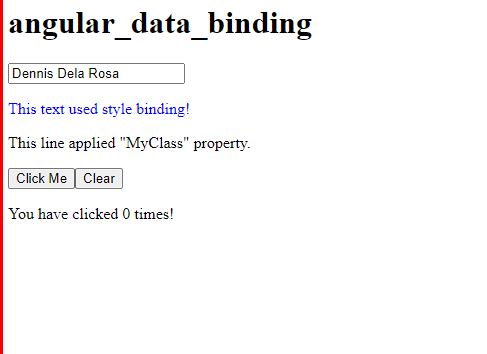 angular_data_binding
Dennis Dela Rosa
This text used style binding!
This line applied "MyClass" property.
Click Me Clear
You have clicked 0 times!